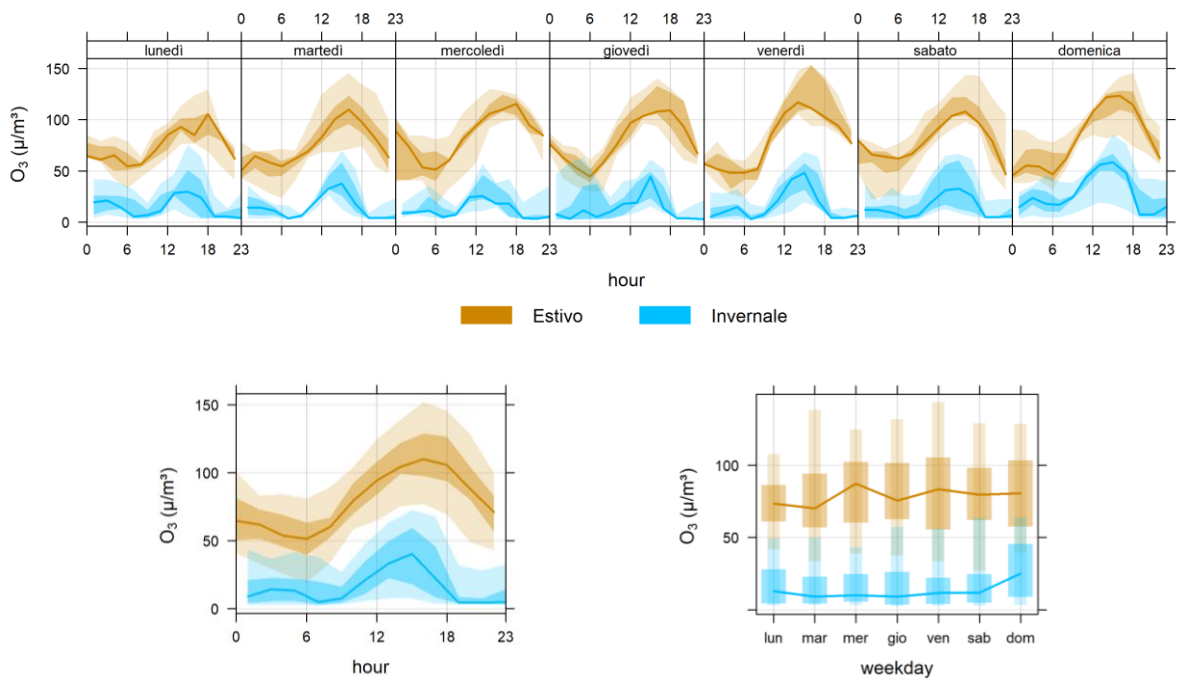 0 6 12 18 23 0 6 12 18 23 0 6 12 18 23
lunedì martedì mercoledì giovedì venerdì sabato domenica
150
100
50
0
O₃ (μ/m³)
0 6 12 18 23 0 6 12 18 23 0 6 12 18 23 0 6 12 18 23
hour
Estivo Invernale
150
100
50
0
O₃ (μ/m³)
0 6 12 18 23
hour
100
50
0
O₃ (μ/m³)
lun mar mer gio ven sab dom
weekday